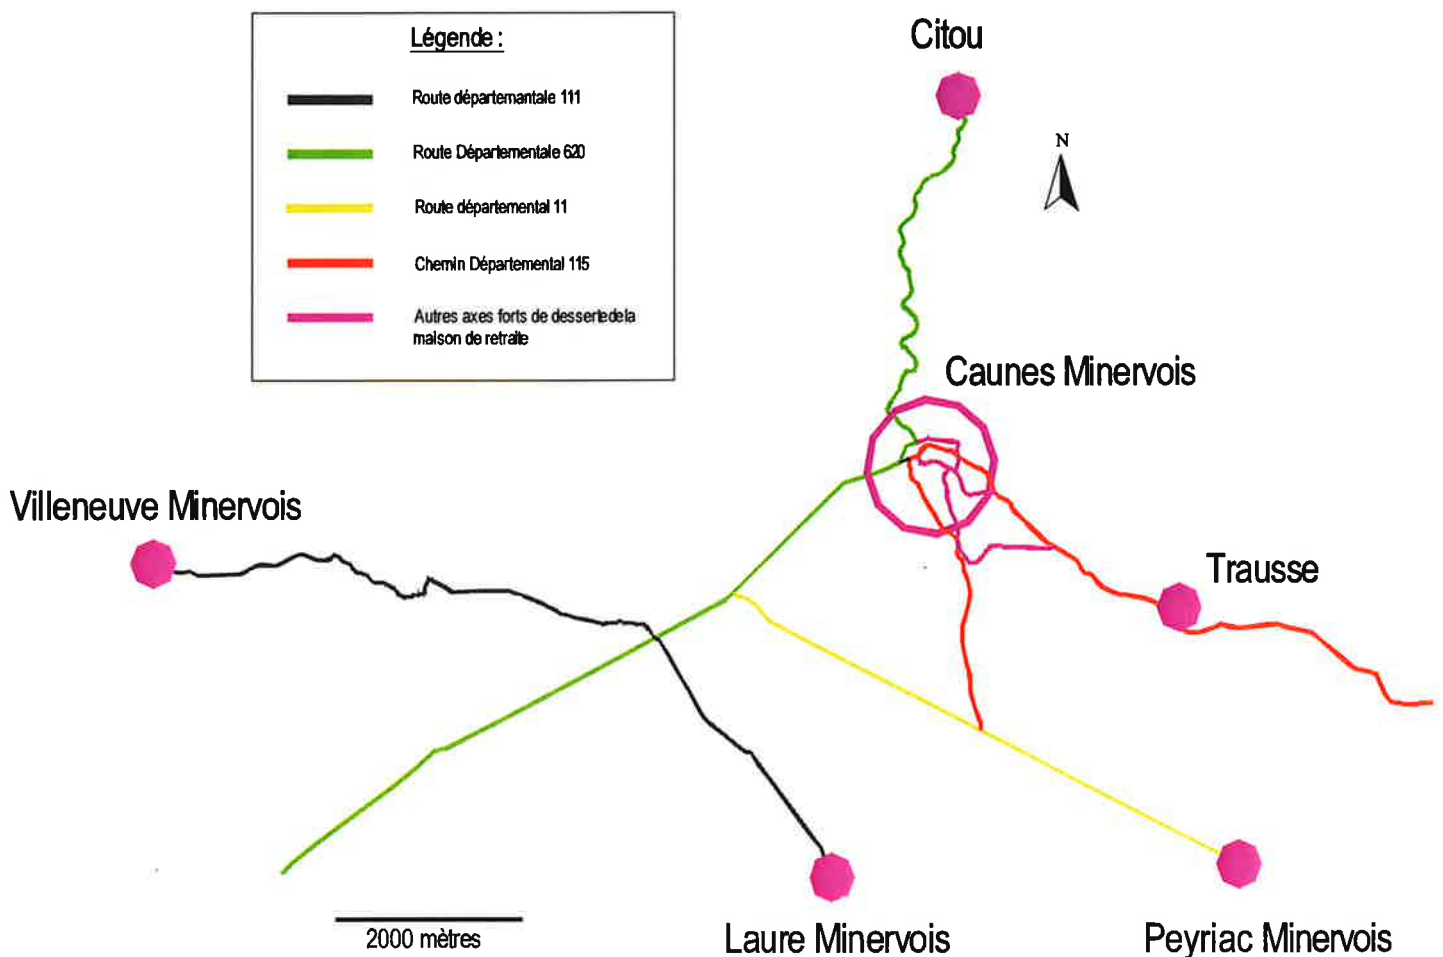 Légende :
Route départemantale 111
Route Départementale 620
Route départemental 11
Chemin Départemental 115
Autres axes forts de dessertedela
maison de retraite
Citou
N
Caunes Minervois
Villeneuve Minervois
Trausse
2000 mètres
Laure Minervois
Peyriac Minervois